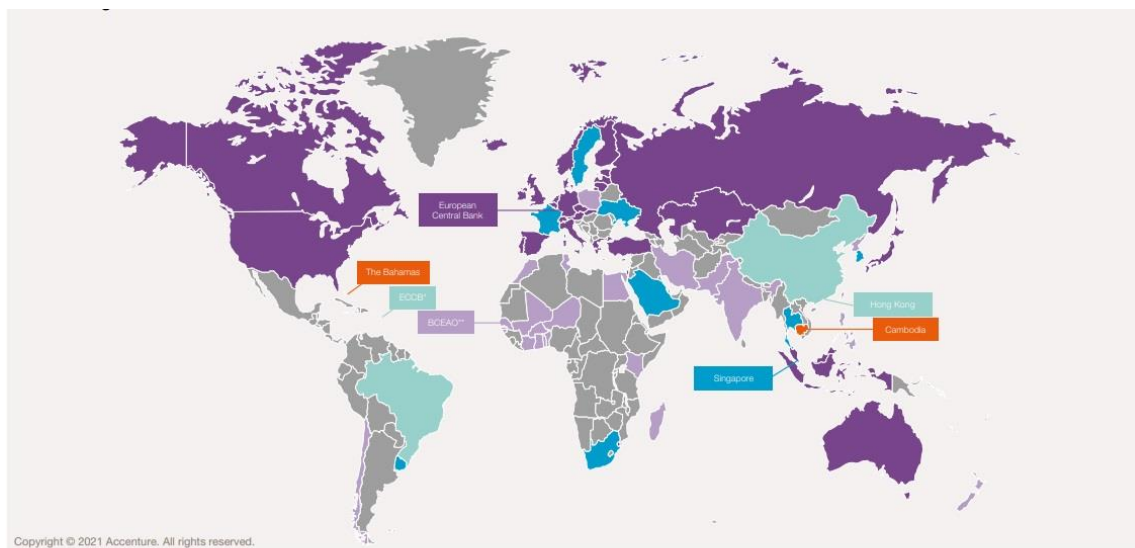 European
Central Bank
The Bahamas
ECCB*
BCEAO**
Hong Kong
Cambodia
Singapore
Copyright © 2021 Accenture. All rights reserved.